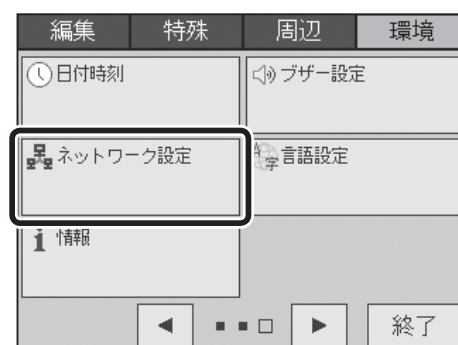 編集 特殊 周辺 環境
日付時刻 ブザー設定
ネットワーク設定 言語設定
情報
終了